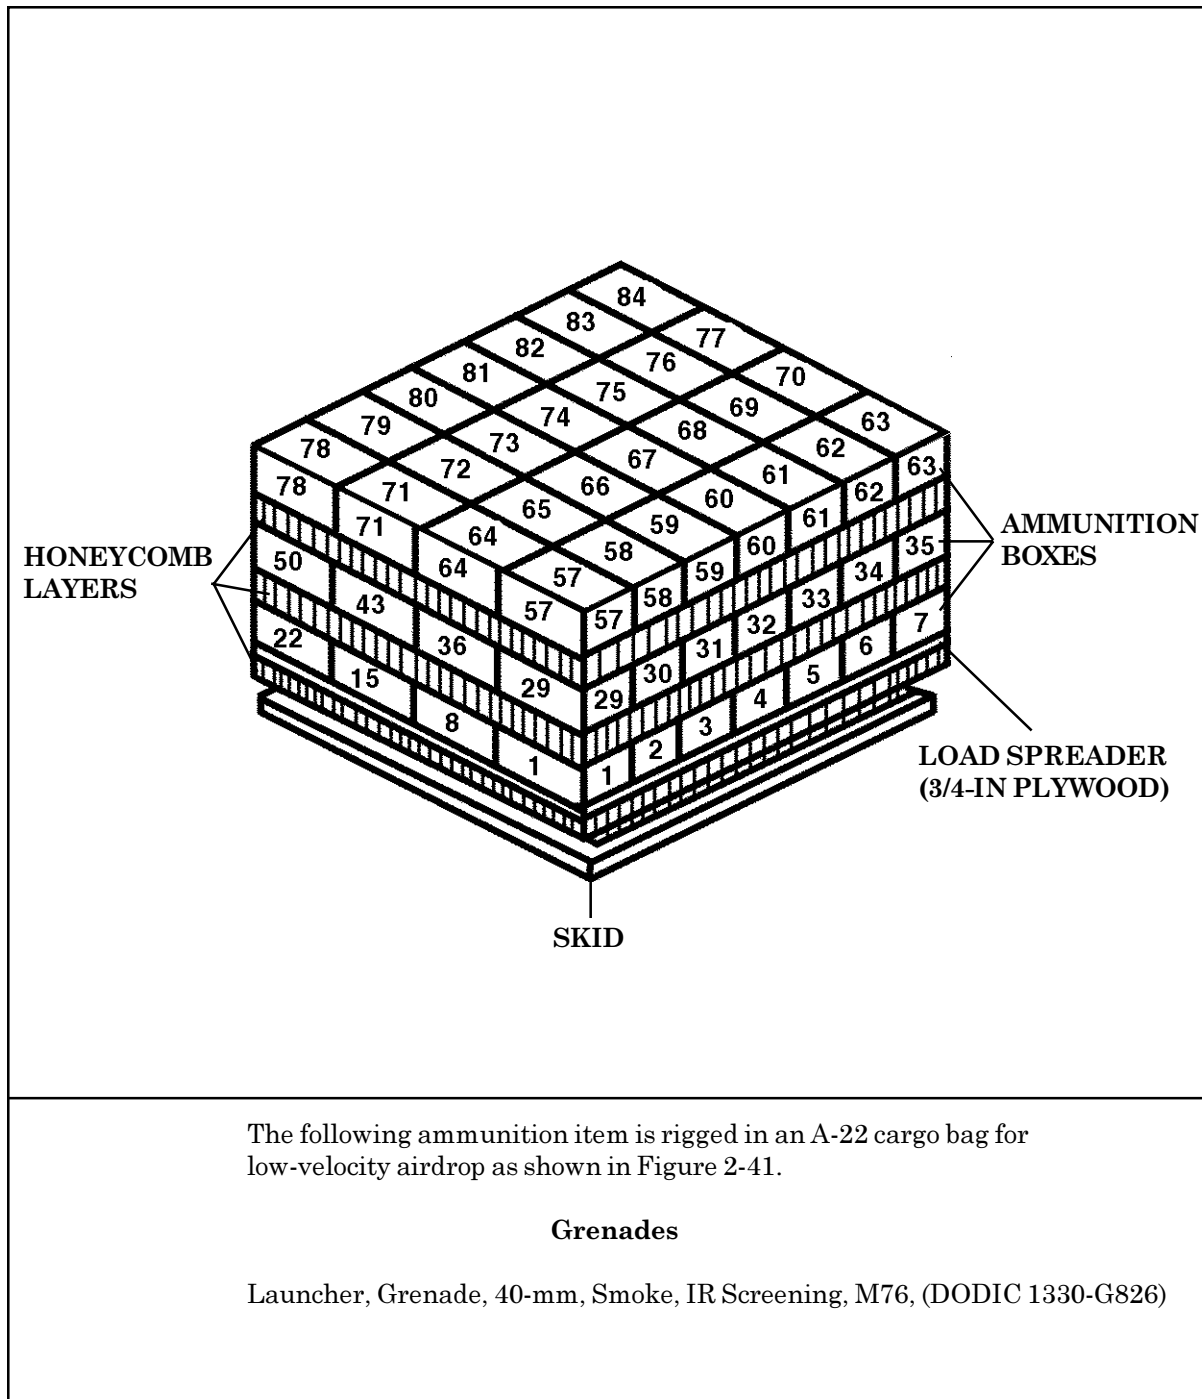 84
83 77
82 76 70
81 75 69 63
80 74 68 62 63
79 73 67 61 62
78 72 66 60 61
78 71 65 59 60
71 64 58 59
64 57 58
57 57
HONEYCOMB
LAYERS
AMMUNITION
BOXES
50 43 36 29 29 30 31 32 33 34 35
22 15 8 1 1 2 3 4 5 6 7
LOAD SPREADER
(3/4-IN PLYWOOD)
SKID
The following ammunition item is rigged in an A-22 cargo bag for
low-velocity airdrop as shown in Figure 2-41.
Grenades
Launcher, Grenade, 40-mm, Smoke, IR Screening, M76, (DODIC 1330-G826)